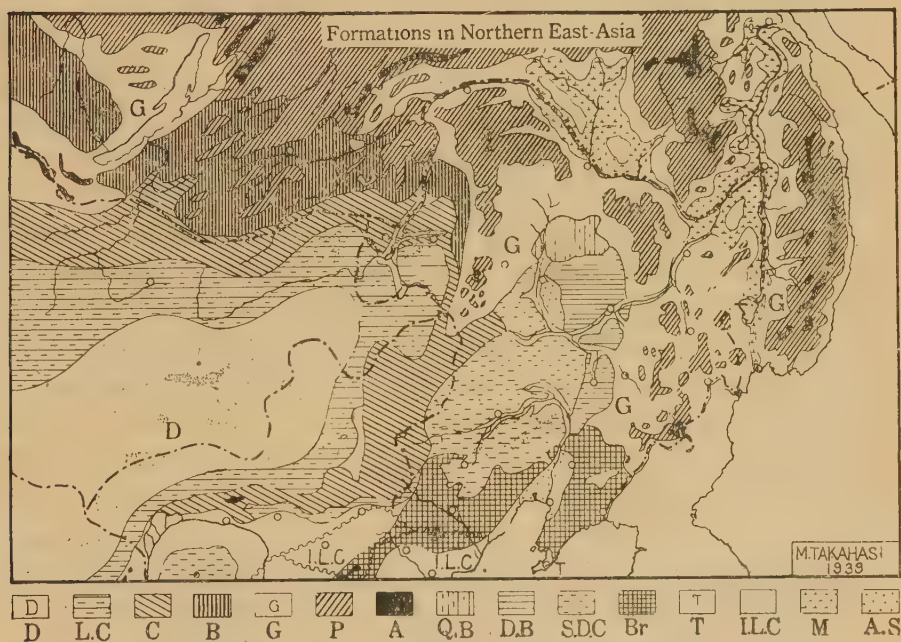 Formations in Northern East-Asia
G
G
G
D
G
I.L.C
I.L.C
T
M.TAKAHASI
1939
D G T
D L.C C B G P A Q.B D.B S.D.C Br T I.L.C M A.S